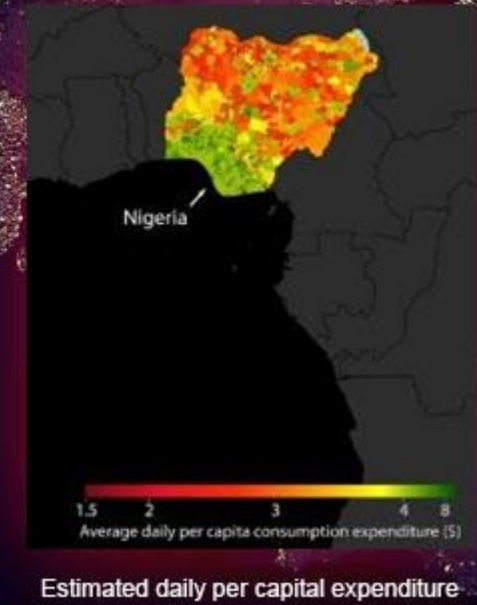 Nigeria
1.5 2 3 4 8
Average daily per capita consumption expenditure ($)
Estimated daily per capital expenditure